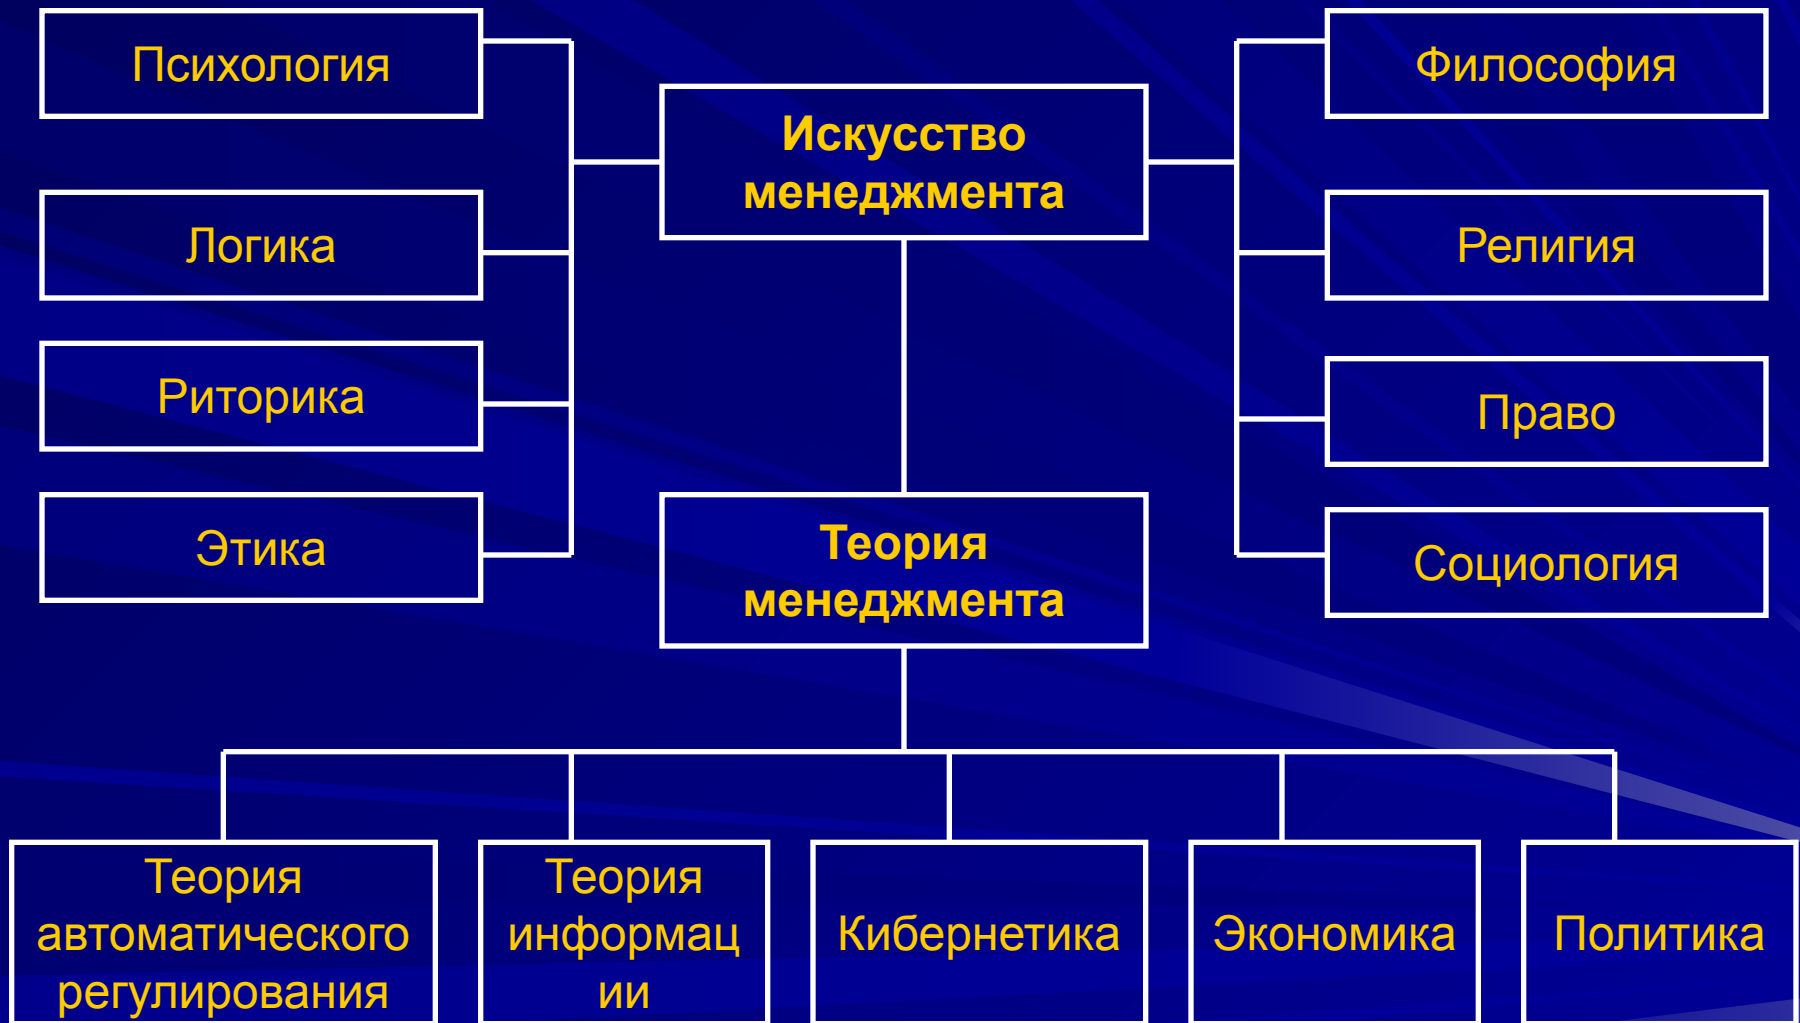 Психология
Философия
Искусство
менеджмента
Логика
Религия
Риторика
Право
Этика
Теория
менеджмента
Социология
Теория
автоматического
регулирования
Теория
информац
ии
Кибернетика
Экономика
Политика